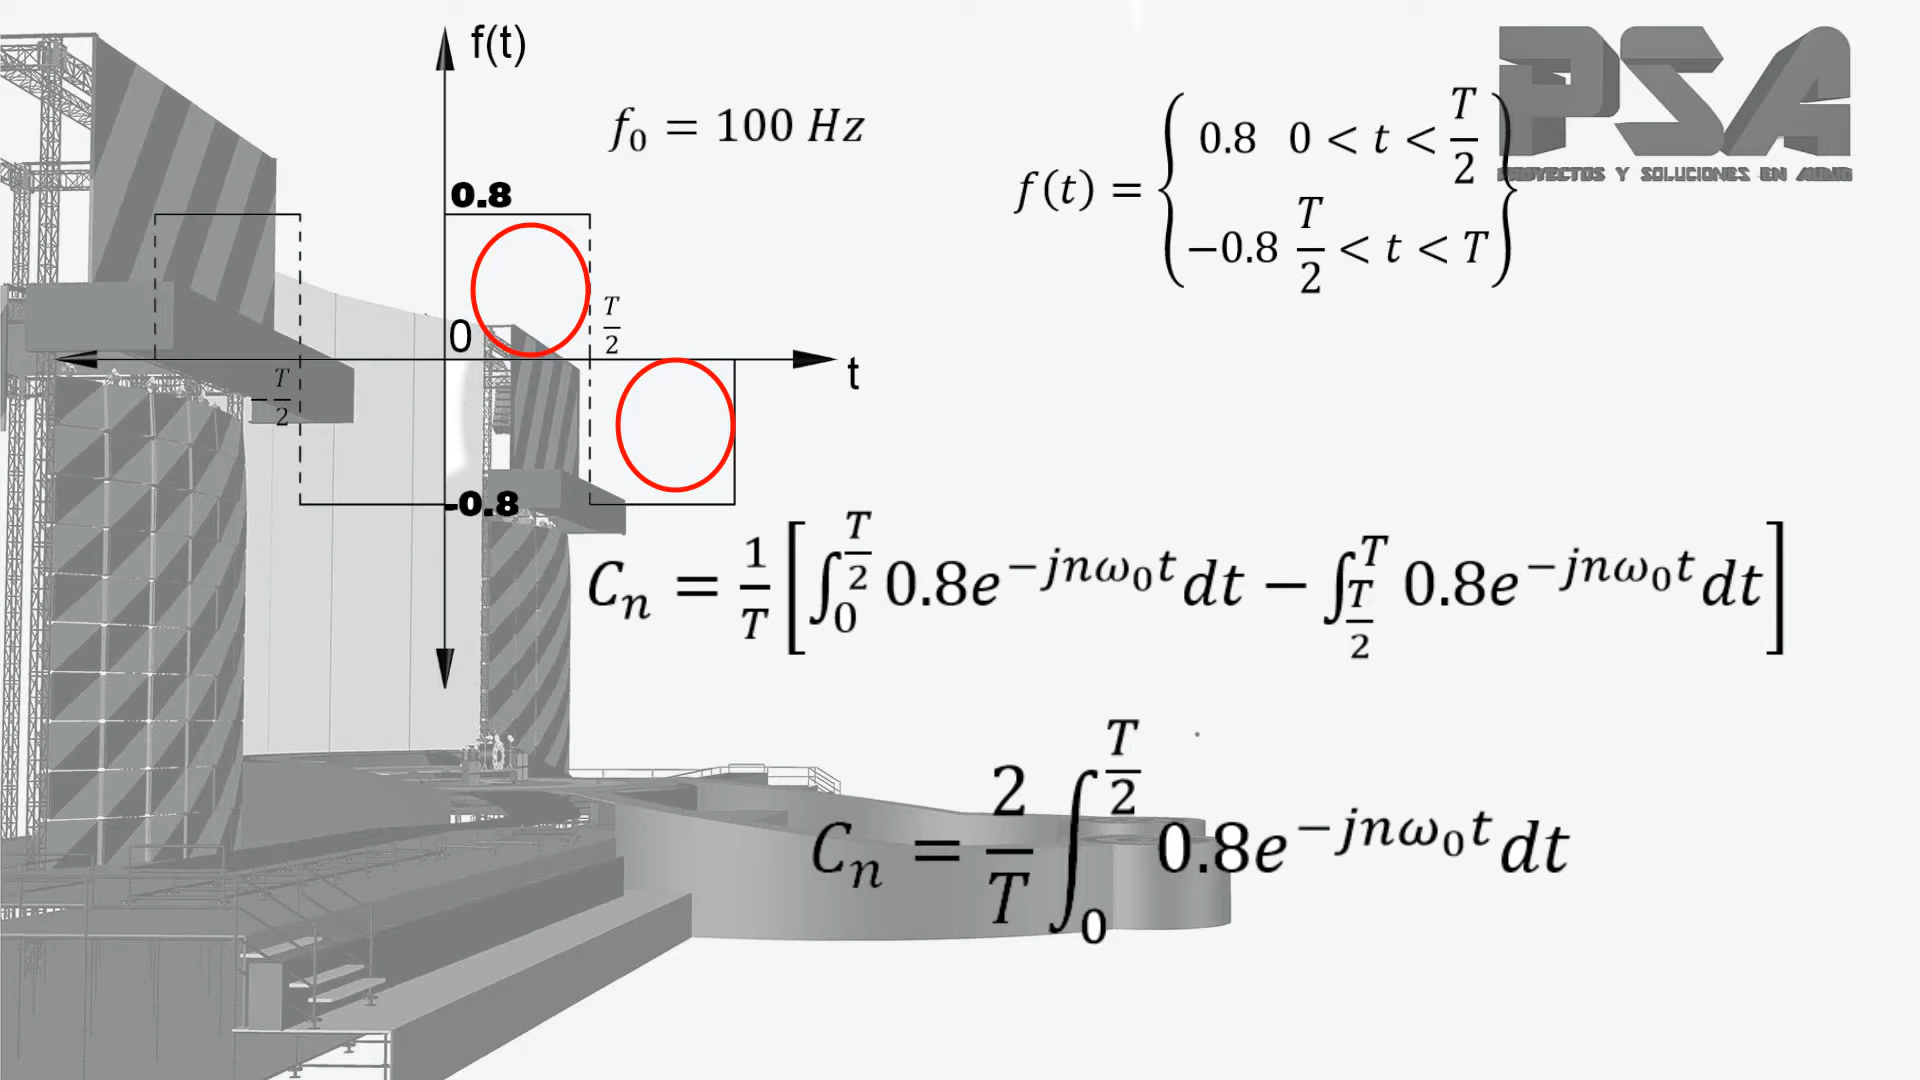 f(t)
f₀ = 100 Hz
PSA
PROYECTOS Y SOLUCIONES EN AUDIO
f(t) = { 0.8 0 < t < T/2
−0.8 T/2 < t < T }
0.8
0
T/2
t
−T/2
-0.8
Cₙ = 1/T [∫₀^(T/2) 0.8e^(−jnω₀t) dt − ∫_(T/2)^T 0.8e^(−jnω₀t) dt]
Cₙ = 2/T ∫₀^(T/2) 0.8e^(−jnω₀t) dt